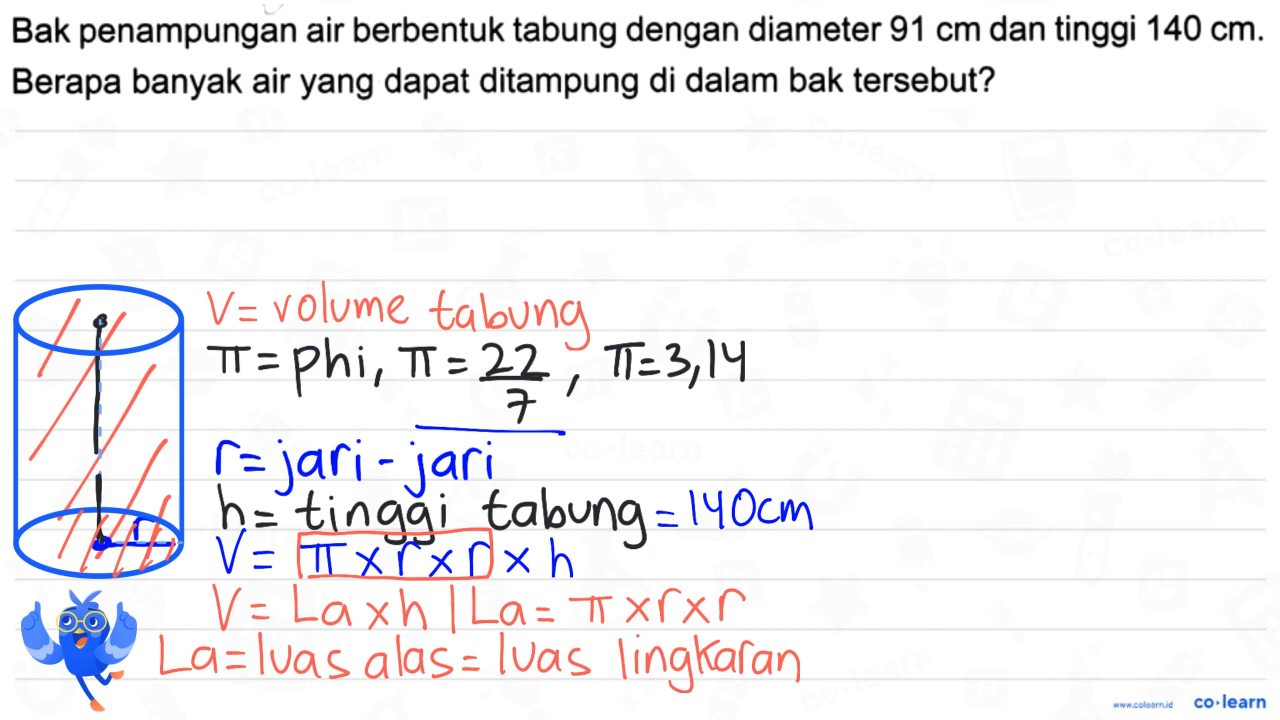 Bak penampungan air berbentuk tabung dengan diameter 91 cm dan tinggi 140 cm.
Berapa banyak air yang dapat ditampung di dalam bak tersebut?
V = volume tabung
π = phi, π = 22/7, π = 3,14
r = jari - jari
h = tinggi tabung = 140 cm
r
V = π x r x r x h
V = La x h | La = π x r x r
La = luas alas = luas lingkaran
www.colearn.id co·learn